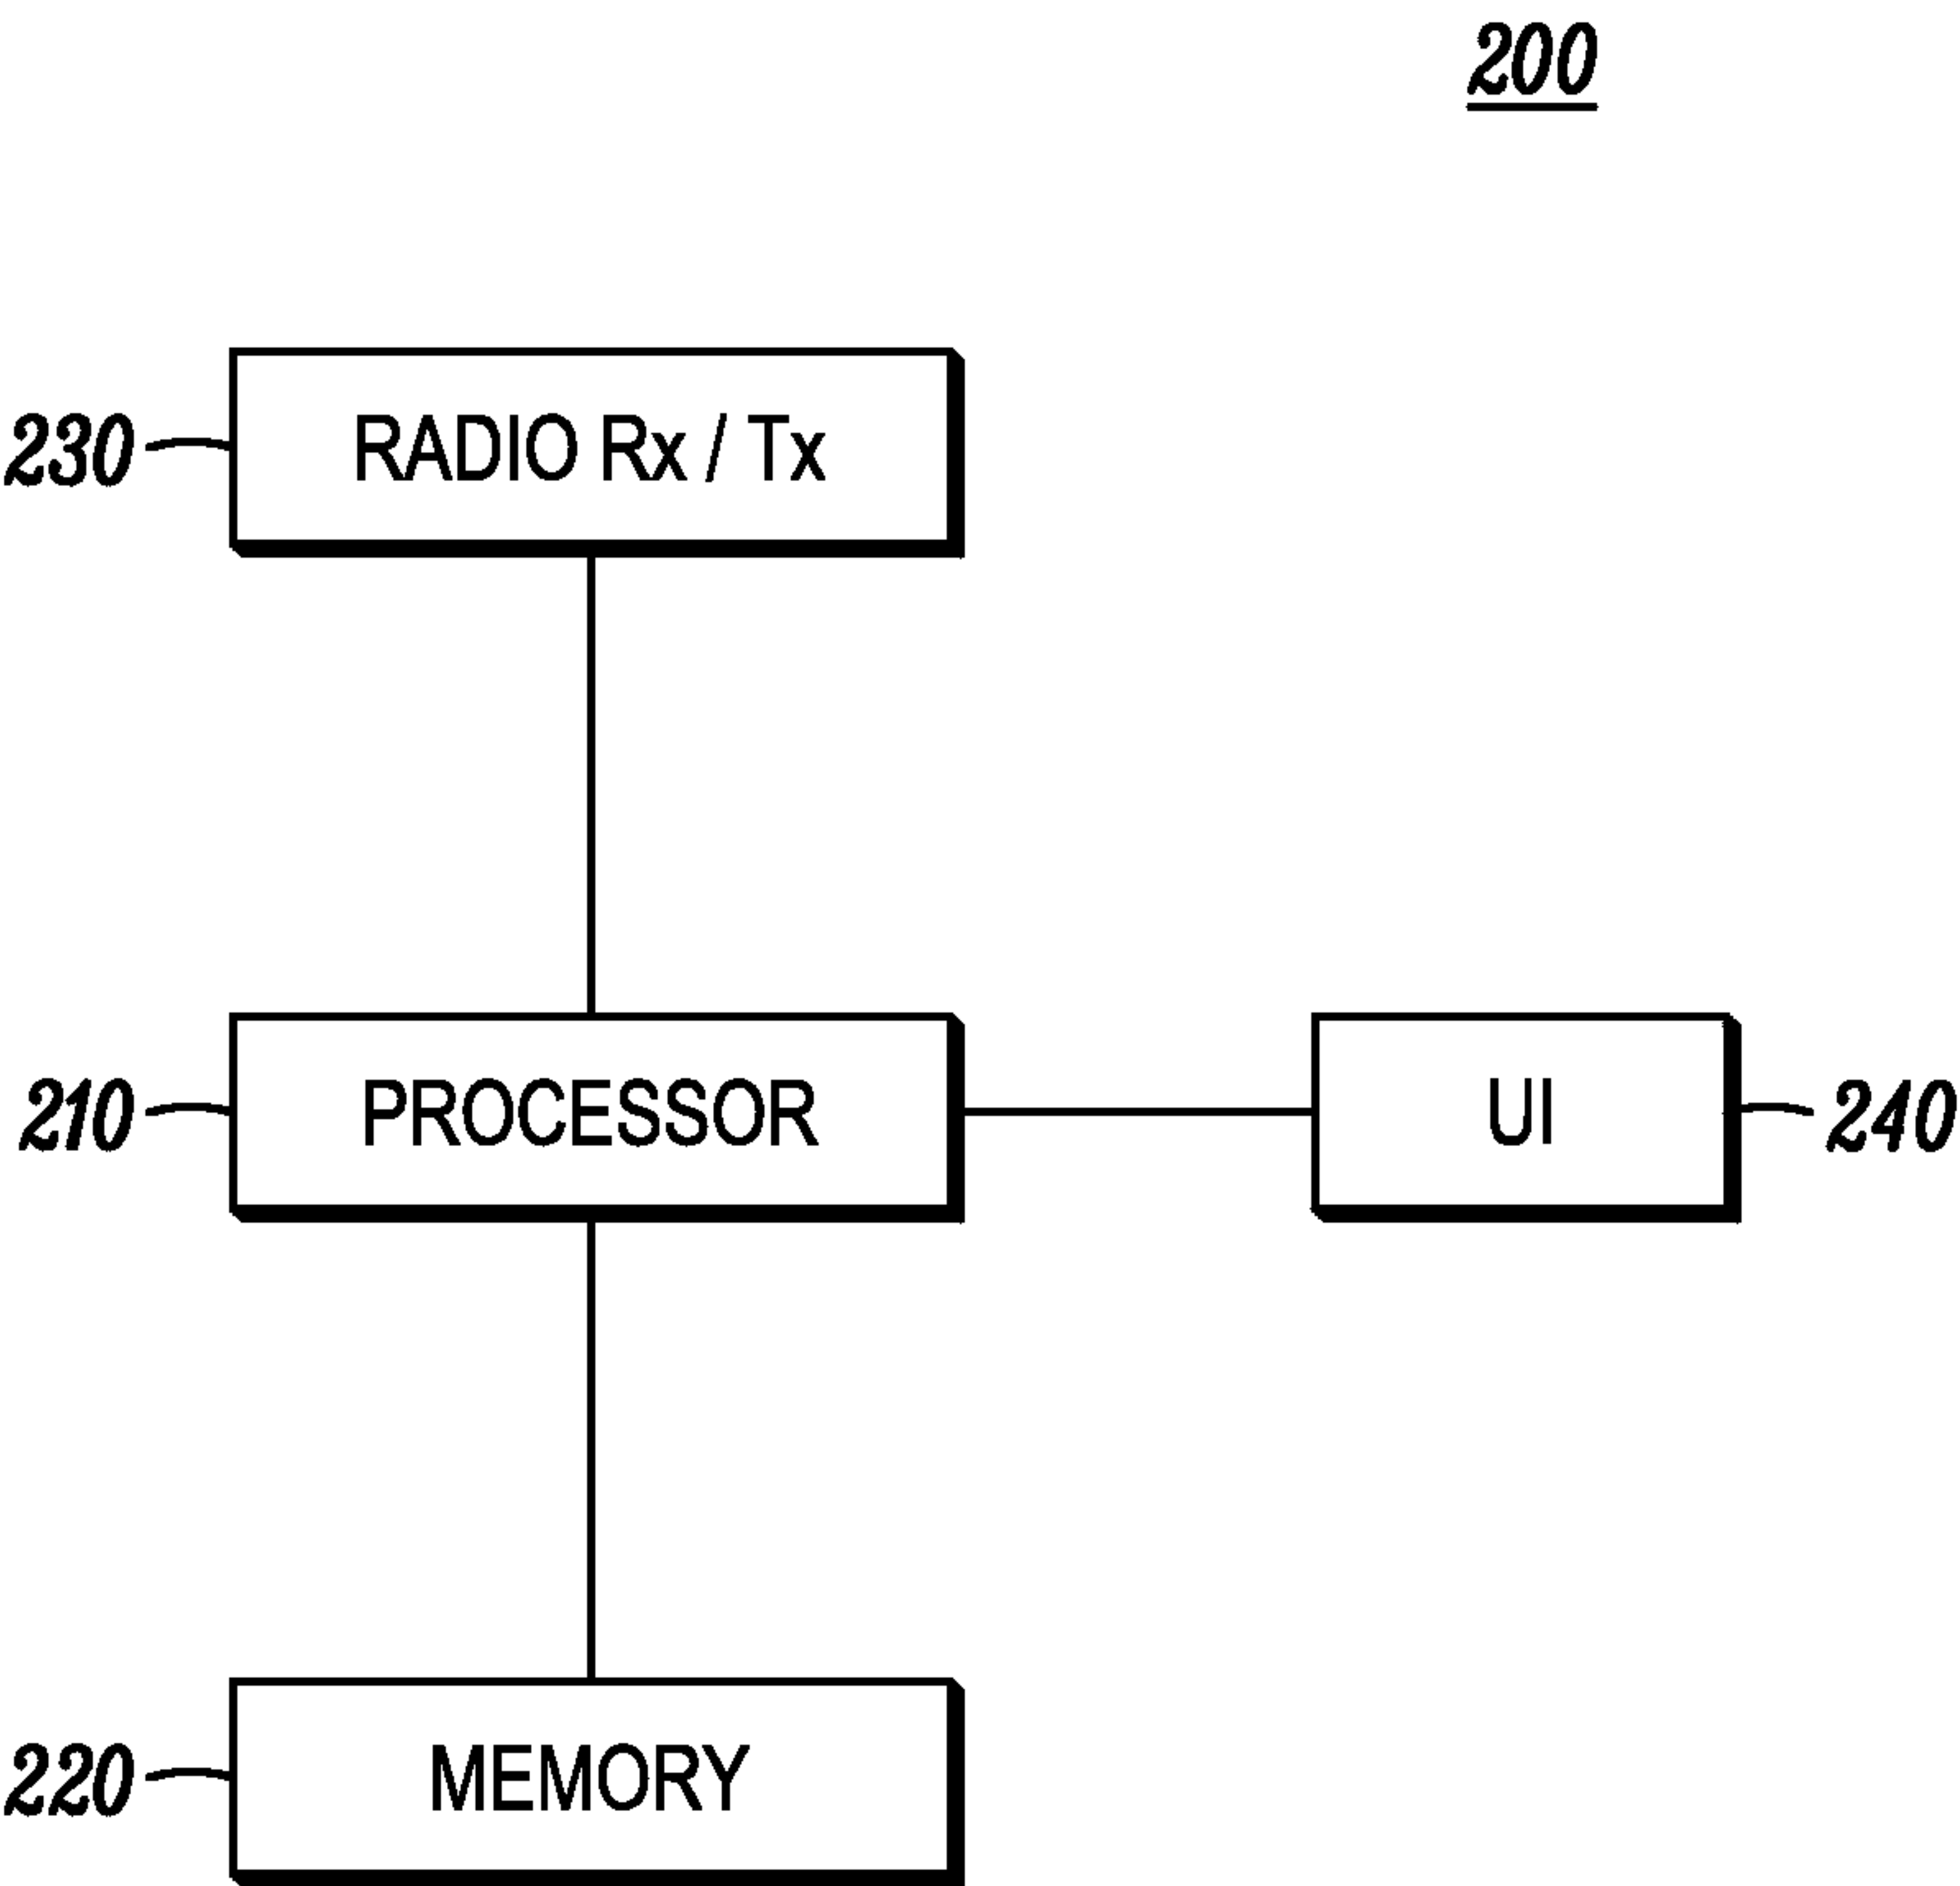 200
230 RADIO Rx / Tx
210 PROCESSOR UI 240
220 MEMORY